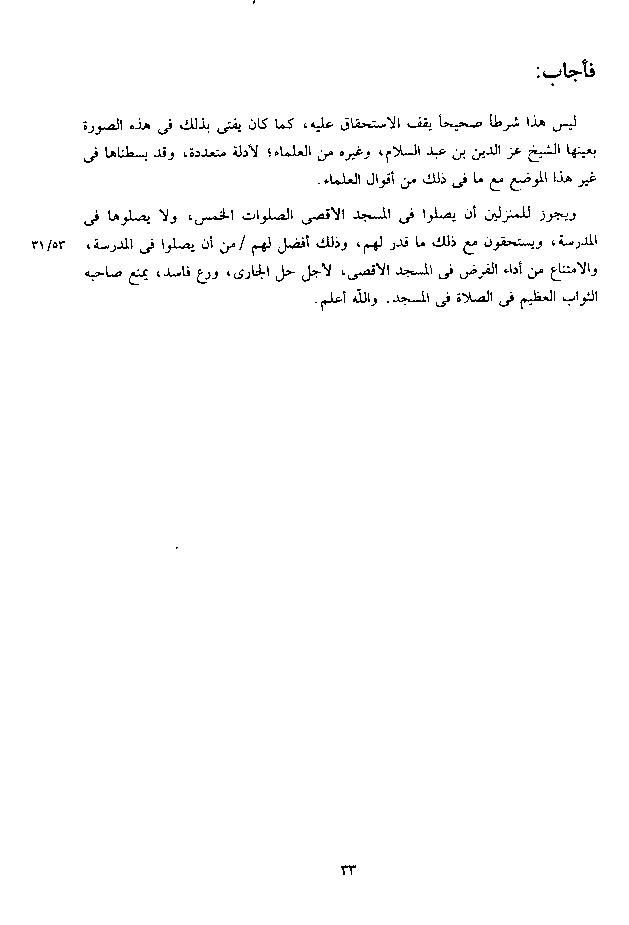 فأجاب:
ليس هذا شرطاً صحيحاً يقف الاستحقاق عليه، كما كان يفتى بذلك فى هذه الصورة
بعينها الشيخ عز الدين بن عبد السلام، وغيره من العلماء؛ لأدلة متعددة، وقد بسطناها فى
غير هذا الموضع مع ما فى ذلك من أقوال العلماء.
ويجوز للمنزلين أن يصلوا فى المسجد الأقصى الصلوات الخمس، ولا يصلوها فى
المدرسة، ويستحقون مع ذلك ما قدر لهم، وذلك أفضل لهم /من أن يصلوا فى المدرسة، ٣١/٥٣
والامتناع من أداء الفرض فى المسجد الأقصى، لأجل حل الجارى، ورع فاسد، يمنع صاحبه
الثواب العظيم فى الصلاة فى المسجد. والله أعلم.
٣٣